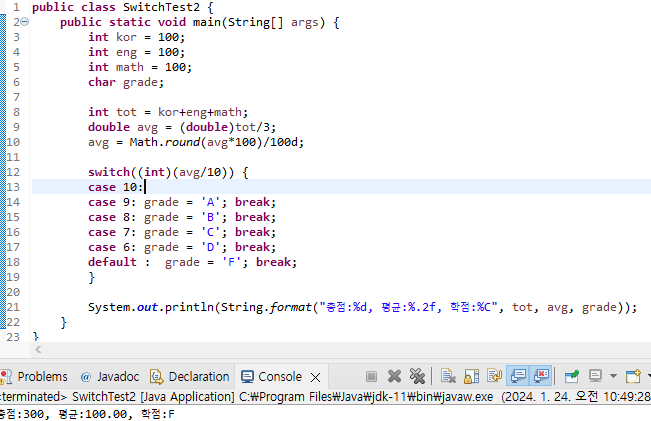 1 public class SwitchTest2 {
2 public static void main(String[] args) {
3 int kor = 100;
4 int eng = 100;
5 int math = 100;
6 char grade;
7
8 int tot = kor+eng+math;
9 double avg = (double)tot/3;
10 avg = Math.round(avg*100)/100d;
11
12 switch((int)(avg/10)) {
13 case 10:
14 case 9: grade = 'A'; break;
15 case 8: grade = 'B'; break;
16 case 7: grade = 'C'; break;
17 case 6: grade = 'D'; break;
18 default :  grade = 'F'; break;
19 }
20
21 System.out.println(String.format("총점:%d, 평균:%.2f, 학점:%C", tot, avg, grade));
22 }
23 }
Problems @ Javadoc Declaration Console
<terminated> SwitchTest2 [Java Application] C:₩Program Files₩Java₩jdk-11₩bin₩javaw.exe (2024. 1. 24. 오전 10:49:28
총점:300, 평균:100.00, 학점:F